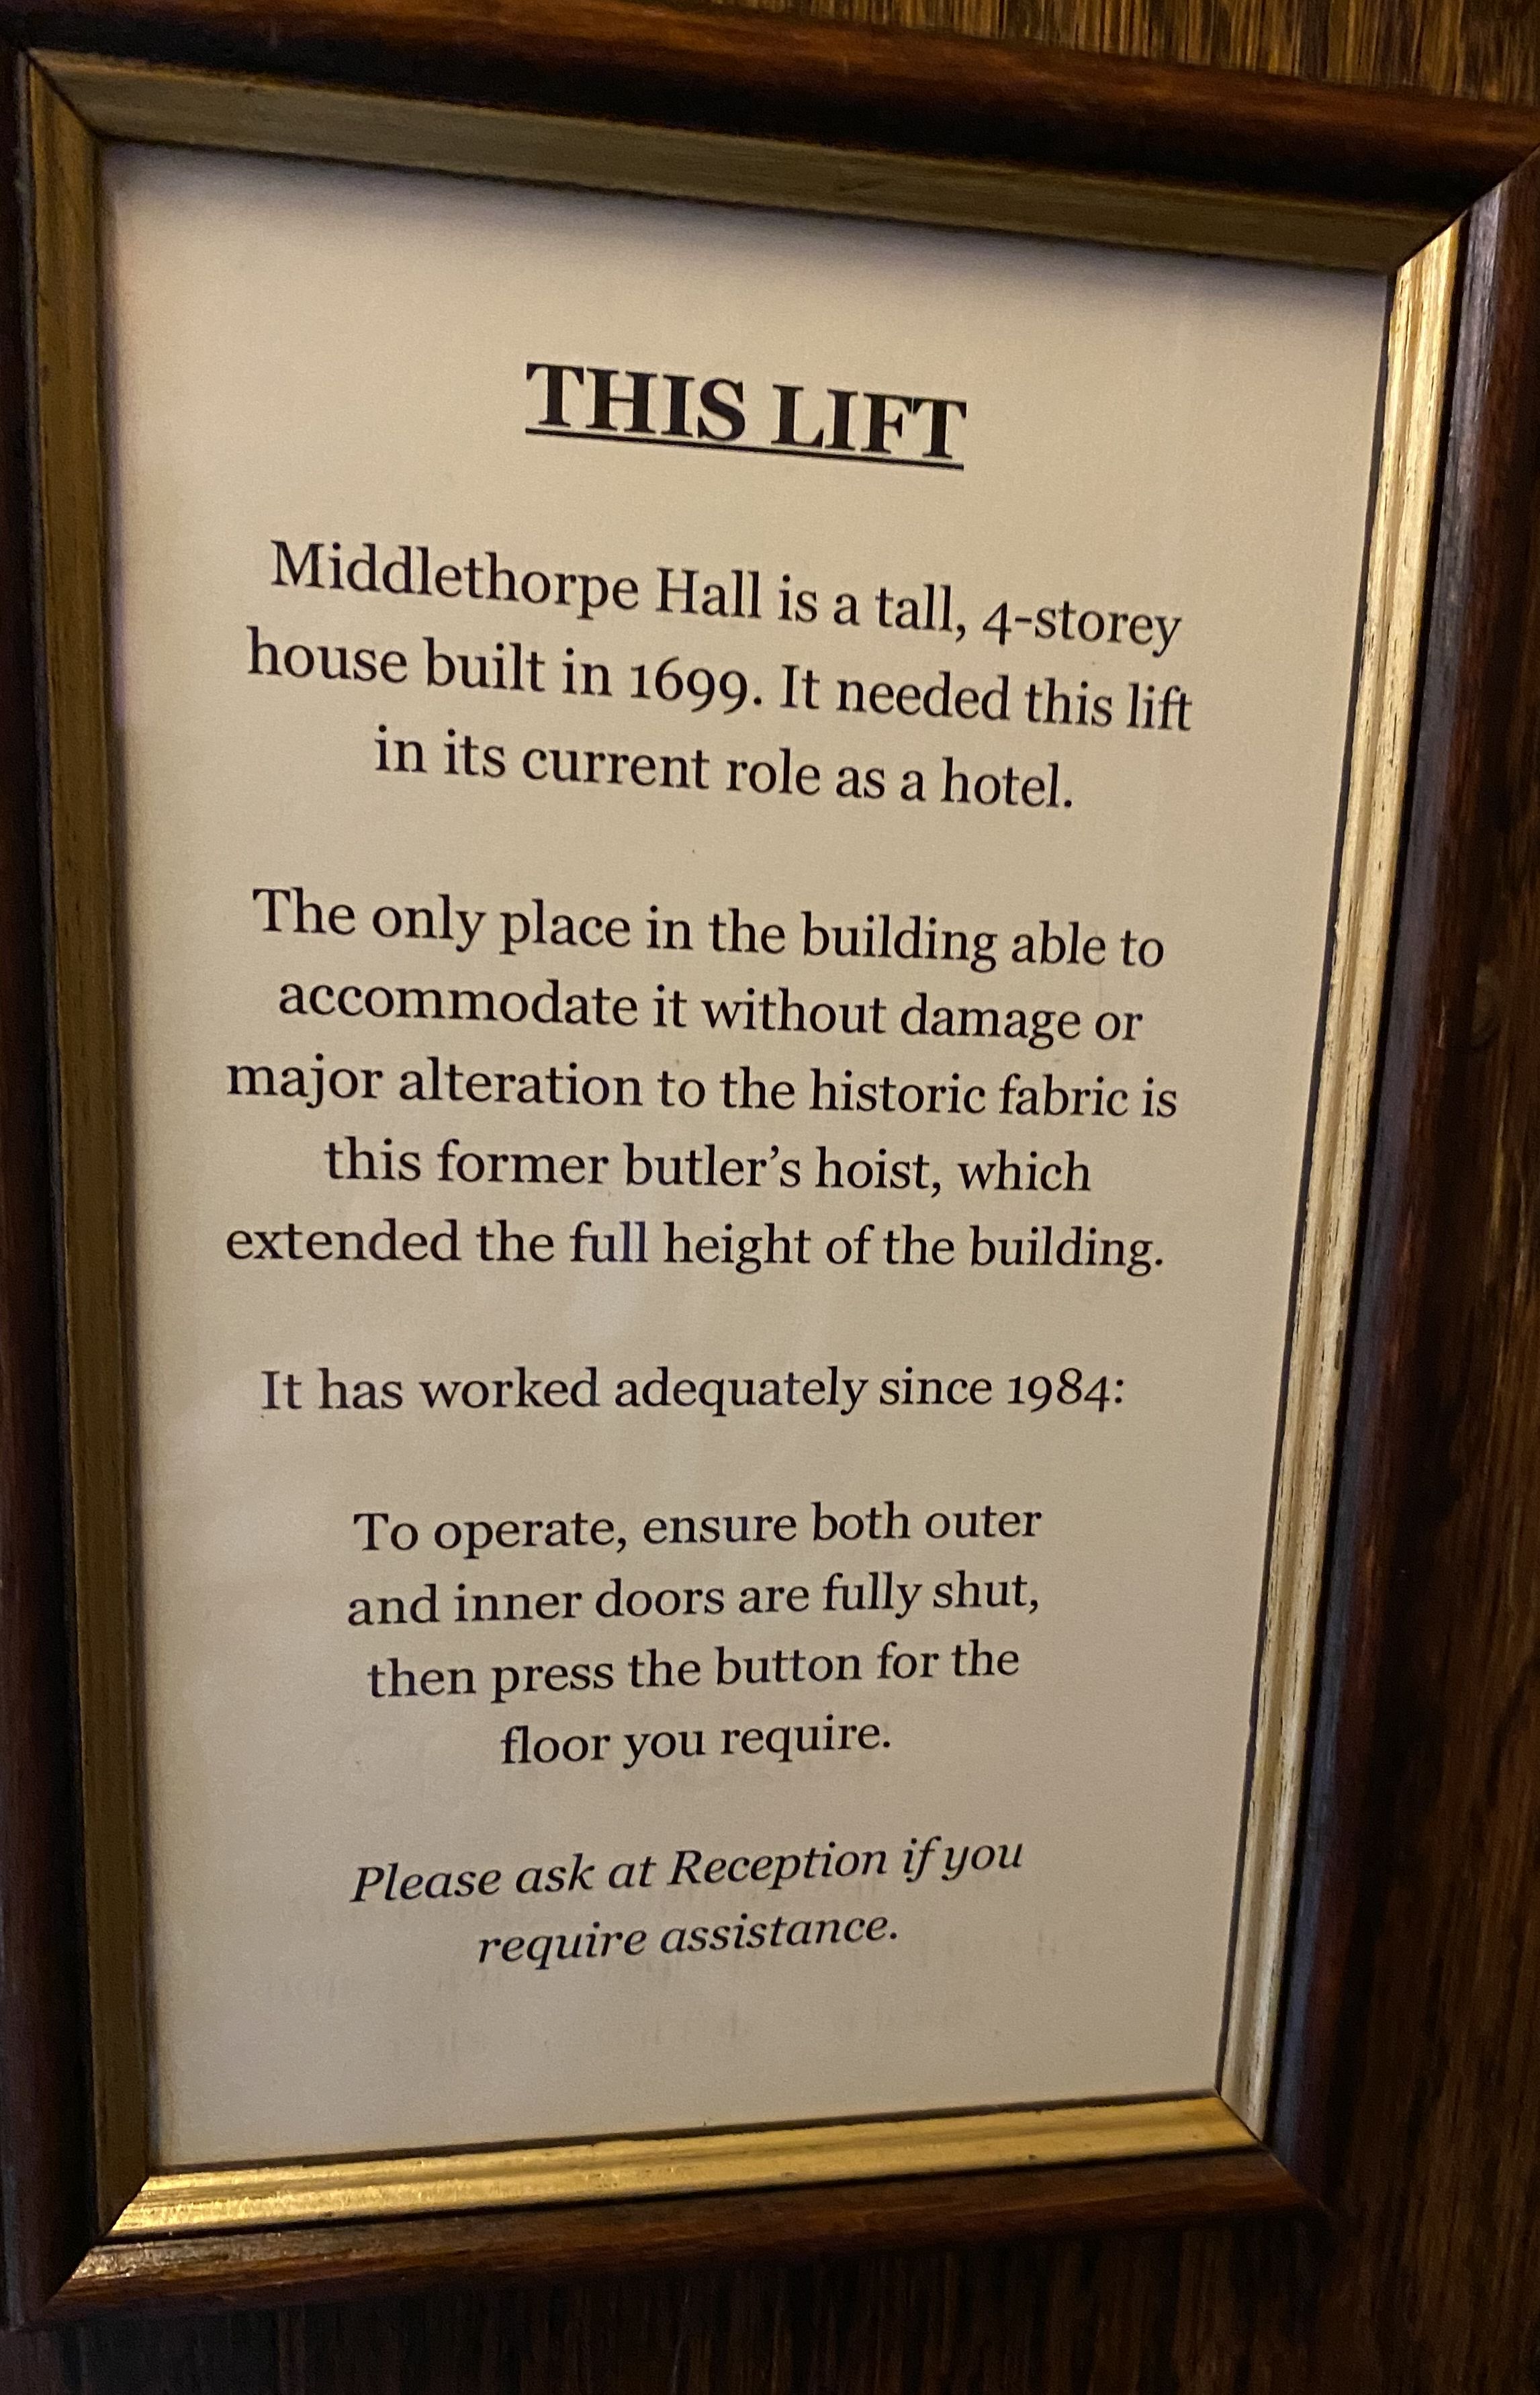 THIS LIFT
Middlethorpe Hall is a tall, 4-storey
house built in 1699. It needed this lift
in its current role as a hotel.
The only place in the building able to
accommodate it without damage or
major alteration to the historic fabric is
this former butler’s hoist, which
extended the full height of the building.
It has worked adequately since 1984:
To operate, ensure both outer
and inner doors are fully shut,
then press the button for the
floor you require.
Please ask at Reception if you
require assistance.